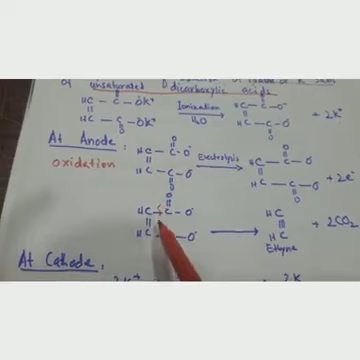 unsaturated Dicarboxylic acids
HC – C – OK⁺ Ionization HC – C – O⁻ + 2K⁺
HC – C – OK⁺ H₂O HC – C – O⁻
O O
At Anode:
oxidation
O O
HC – C – O⁻ Electrolysis HC – C – O + 2e⁻
HC – C – O⁻ HC – C – O
O O
O
HC – C – O HC + 2CO₂
HC – O HC
Ethyne
At Cathode,